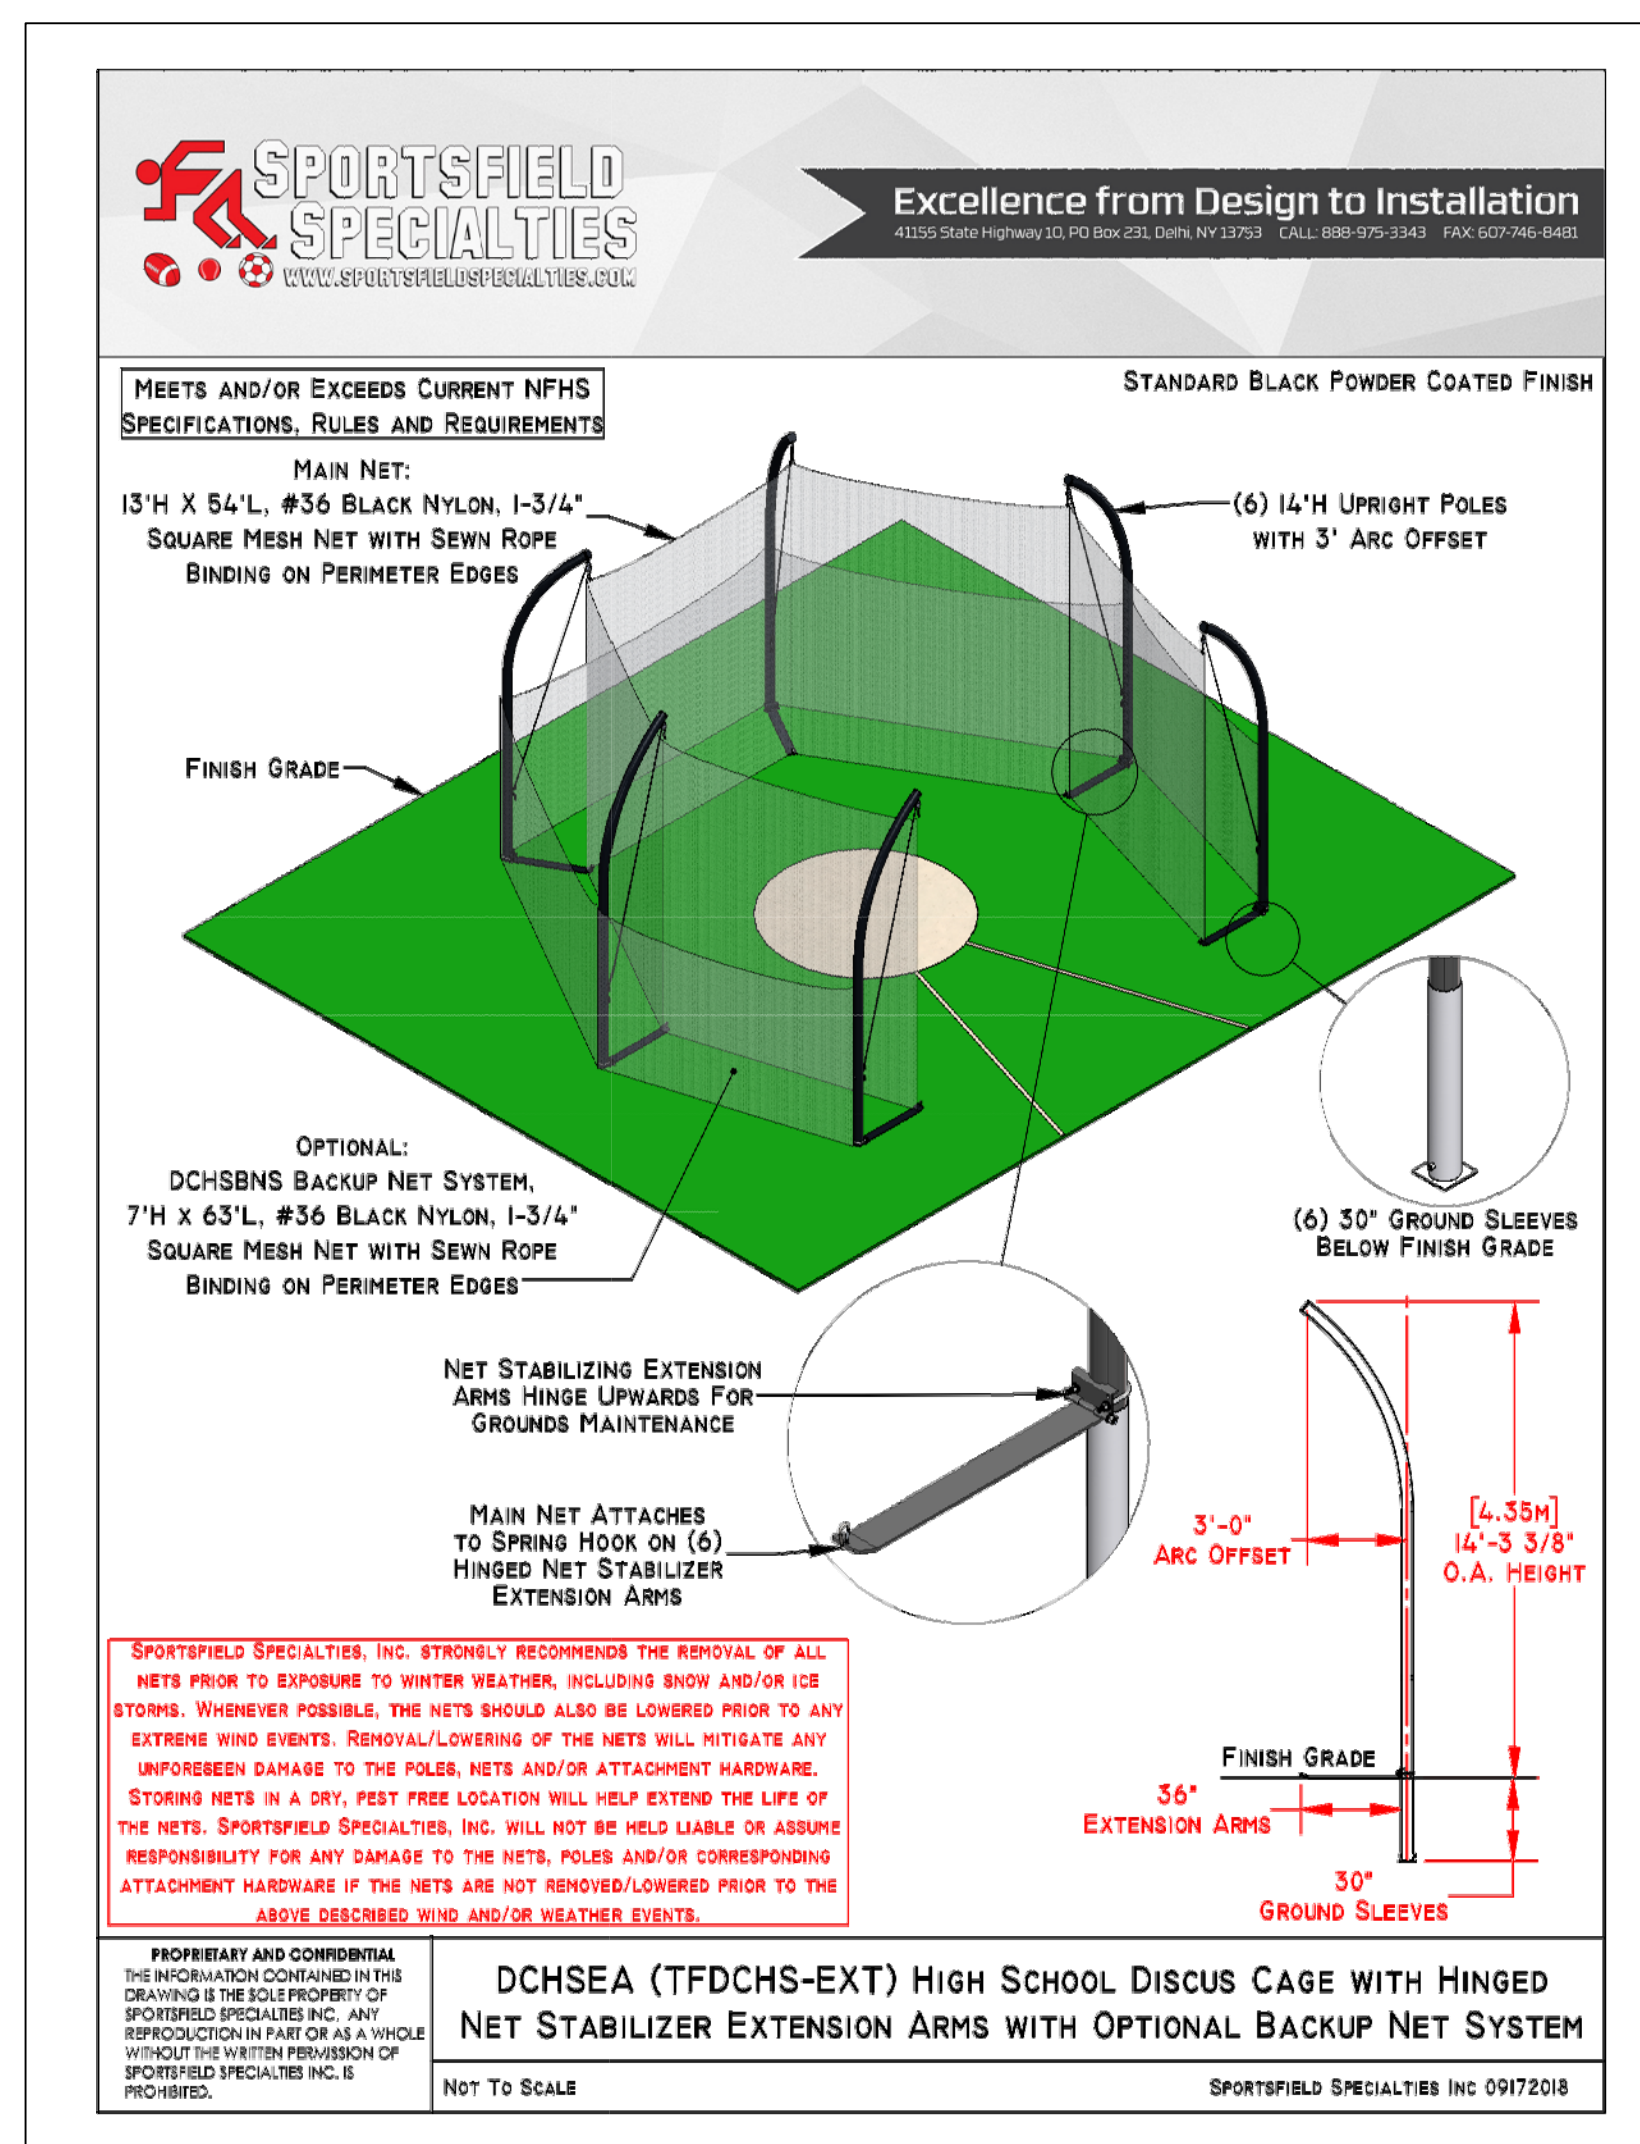 SPORTSFIELD
SPECIALTIES
WWW.SPORTSFIELDSPECIALTIES.COM
Excellence from Design to Installation
41155 State Highway 10, PO Box 231, Delhi, NY 13753 CALL: 888-975-3343 FAX: 607-746-8481
MEETS AND/OR EXCEEDS CURRENT NFHS
SPECIFICATIONS, RULES AND REQUIREMENTS
STANDARD BLACK POWDER COATED FINISH
MAIN NET:
13'H X 54'L, #36 BLACK NYLON, 1-3/4"
SQUARE MESH NET WITH SEWN ROPE
BINDING ON PERIMETER EDGES
(6) 14'H UPRIGHT POLES
WITH 3' ARC OFFSET
FINISH GRADE
OPTIONAL:
DCHSBNS BACKUP NET SYSTEM,
7'H X 63'L, #36 BLACK NYLON, 1-3/4"
SQUARE MESH NET WITH SEWN ROPE
BINDING ON PERIMETER EDGES
(6) 30" GROUND SLEEVES
BELOW FINISH GRADE
NET STABILIZING EXTENSION
ARMS HINGE UPWARDS FOR
GROUNDS MAINTENANCE
MAIN NET ATTACHES
TO SPRING HOOK ON (6)
HINGED NET STABILIZER
EXTENSION ARMS
3'-0"
ARC OFFSET
[4.35M]
14'-3 3/8"
O.A. HEIGHT
FINISH GRADE
36"
EXTENSION ARMS
30"
GROUND SLEEVES
SPORTSFIELD SPECIALTIES, INC. STRONGLY RECOMMENDS THE REMOVAL OF ALL
NETS PRIOR TO EXPOSURE TO WINTER WEATHER, INCLUDING SNOW AND/OR ICE
STORMS. WHENEVER POSSIBLE, THE NETS SHOULD ALSO BE LOWERED PRIOR TO ANY
EXTREME WIND EVENTS. REMOVAL/LOWERING OF THE NETS WILL MITIGATE ANY
UNFORESEEN DAMAGE TO THE POLES, NETS AND/OR ATTACHMENT HARDWARE.
STORING NETS IN A DRY, PEST FREE LOCATION WILL HELP EXTEND THE LIFE OF
THE NETS. SPORTSFIELD SPECIALTIES, INC. WILL NOT BE HELD LIABLE OR ASSUME
RESPONSIBILITY FOR ANY DAMAGE TO THE NETS, POLES AND/OR CORRESPONDING
ATTACHMENT HARDWARE IF THE NETS ARE NOT REMOVED/LOWERED PRIOR TO THE
ABOVE DESCRIBED WIND AND/OR WEATHER EVENTS.
PROPRIETARY AND CONFIDENTIAL
THE INFORMATION CONTAINED IN THIS
DRAWING IS THE SOLE PROPERTY OF
SPORTSFIELD SPECIALTIES INC. ANY
REPRODUCTION IN PART OR AS A WHOLE
WITHOUT THE WRITTEN PERMISSION OF
SPORTSFIELD SPECIALTIES INC. IS
PROHIBITED.
DCHSEA (TFDCHS-EXT) HIGH SCHOOL DISCUS CAGE WITH HINGED
NET STABILIZER EXTENSION ARMS WITH OPTIONAL BACKUP NET SYSTEM
NOT TO SCALE
SPORTSFIELD SPECIALTIES INC 09172018